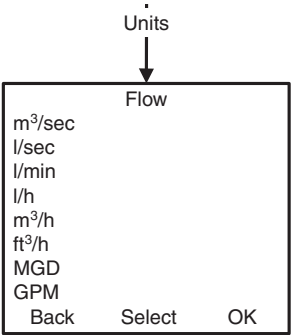 Units
Flow
m³/sec
l/sec
l/min
l/h
m³/h
ft³/h
MGD
GPM
Back Select OK